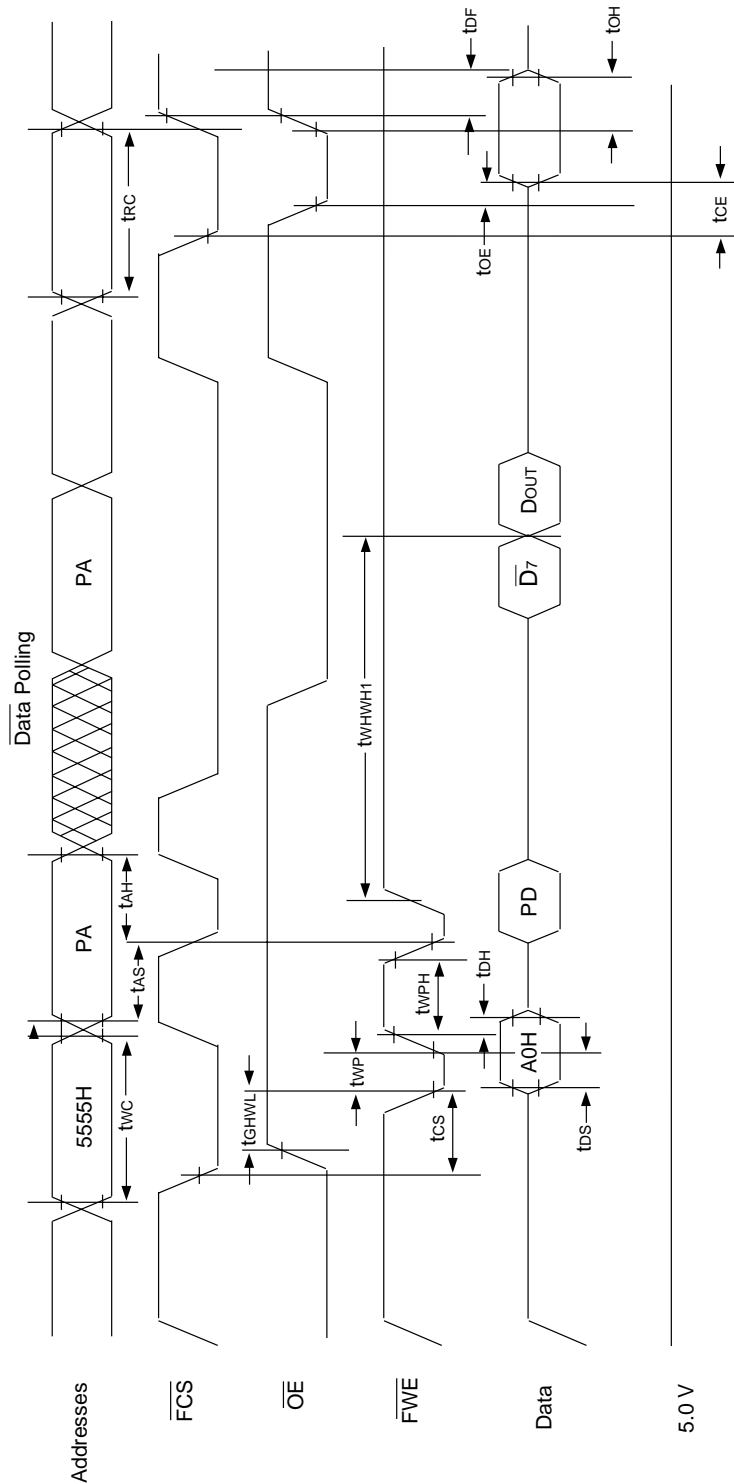 Data Polling
Addresses
5555H
PA
PA
tWC
tAS
tAH
tRC
FCS
OE
tGHWL
FWE
tWP
tCS
tWPH
tWHWH1
tDH
Data
A0H
PD
D7
DOUT
tDS
tOE
tCE
tDF
tOH
5.0 V